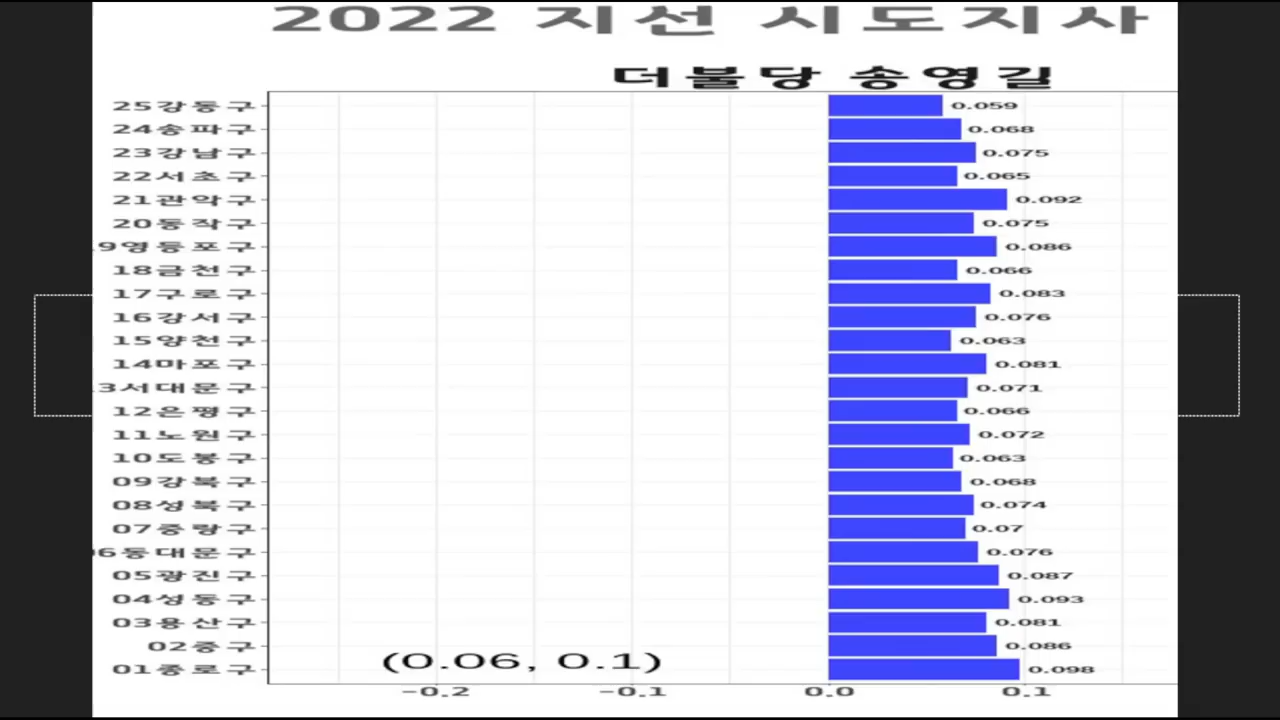 2022 지선 시도지사
더불당 송영길
25강동구 0.059
24송파구 0.068
23강남구 0.075
22서초구 0.065
21관악구 0.092
20동작구 0.075
9영등포구 0.086
18금천구 0.066
17구로구 0.083
16강서구 0.076
15양천구 0.063
14마포구 0.081
3서대문구 0.071
12은평구 0.066
11노원구 0.072
10도봉구 0.063
09강북구 0.068
08성북구 0.074
07중랑구 0.07
6동대문구 0.076
05광진구 0.087
04성동구 0.093
03용산구 0.081
02중구 0.086
01종로구 0.098
(0.06, 0.1)
-0.2 -0.1 0.0 0.1